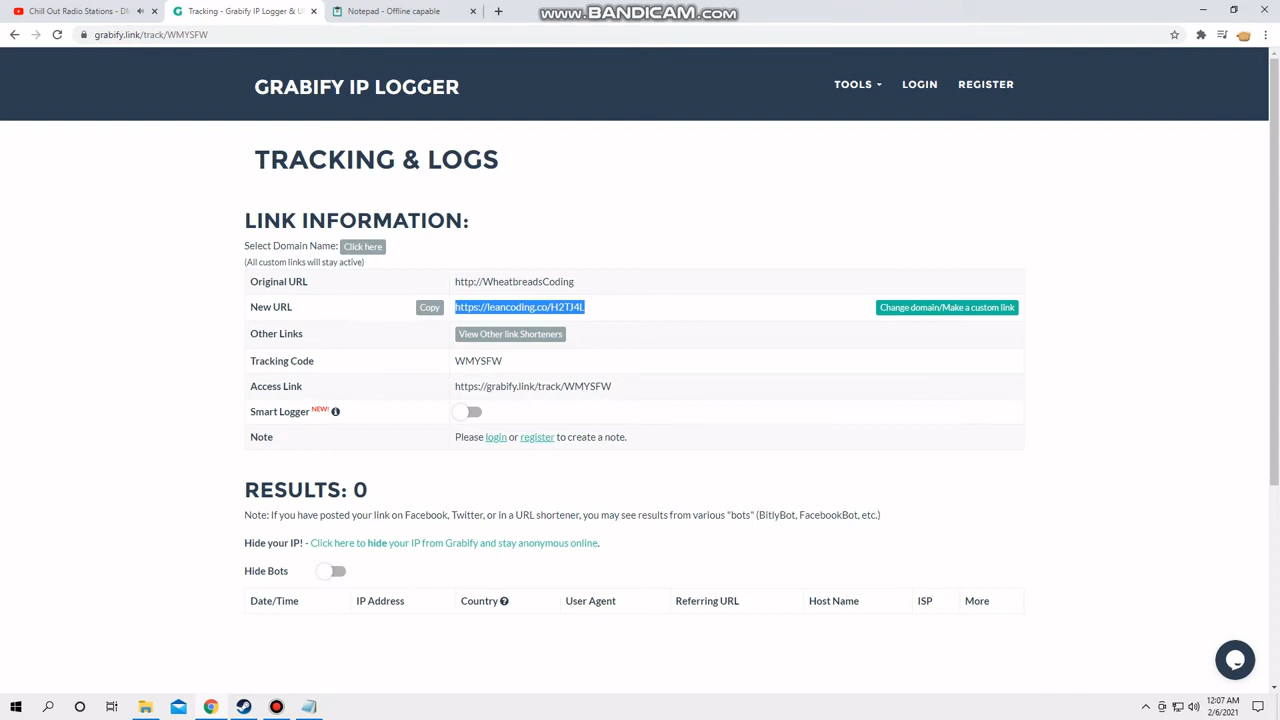 Chill Out Radio Stations - DM
Tracking - Grabify IP Logger & U
Notepad - Offline capable
www.BANDICAM.com
grabify.link/track/WMYSFW
GRABIFY IP LOGGER
TOOLS
LOGIN
REGISTER
TRACKING & LOGS
LINK INFORMATION:
Select Domain Name: Click here
(All custom links will stay active)
Original URL http://WheatbreadsCoding
New URL Copy https://leancoding.co/H2TJ4L Change domain/Make a custom link
Other Links View Other link Shorteners
Tracking Code WMYSFW
Access Link https://grabify.link/track/WMYSFW
Smart Logger NEW!
Note Please login or register to create a note.
RESULTS: 0
Note: If you have posted your link on Facebook, Twitter, or in a URL shortener, you may see results from various "bots" (BitlyBot, FacebookBot, etc.)
Hide your IP! - Click here to hide your IP from Grabify and stay anonymous online.
Hide Bots
Date/Time IP Address Country User Agent Referring URL Host Name ISP More
12:07 AM
2/6/2021